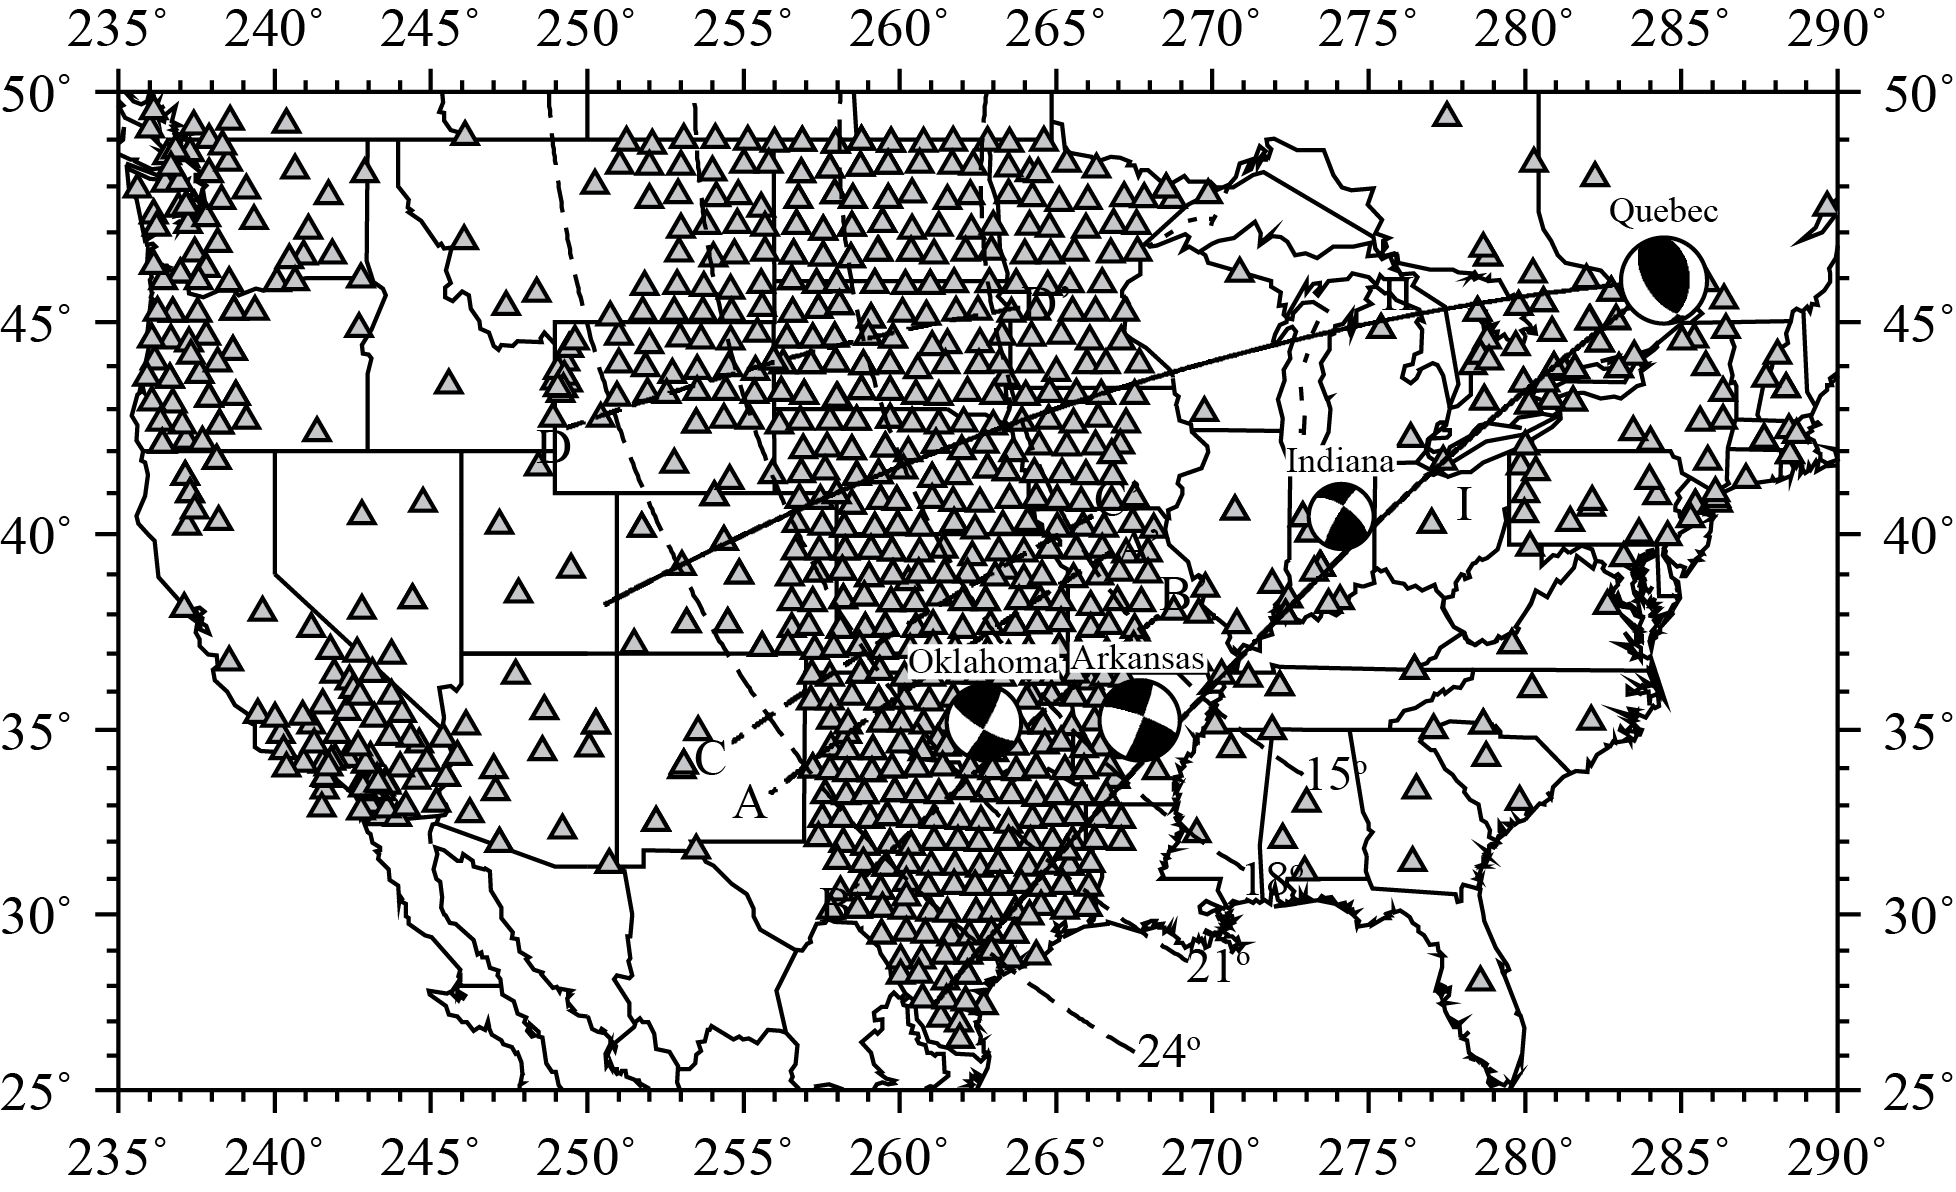 235° 240° 245° 250° 255° 260° 265° 270° 275° 280° 285° 290°
50° 50°
Quebec
II
D'
45° 45°
D
Indiana
I
C'
40° 40°
A'
B'
Oklahoma Arkansas
35° 35°
C
15°
A
18°
B
30° 30°
21°
24°
25° 25°
235° 240° 245° 250° 255° 260° 265° 270° 275° 280° 285° 290°